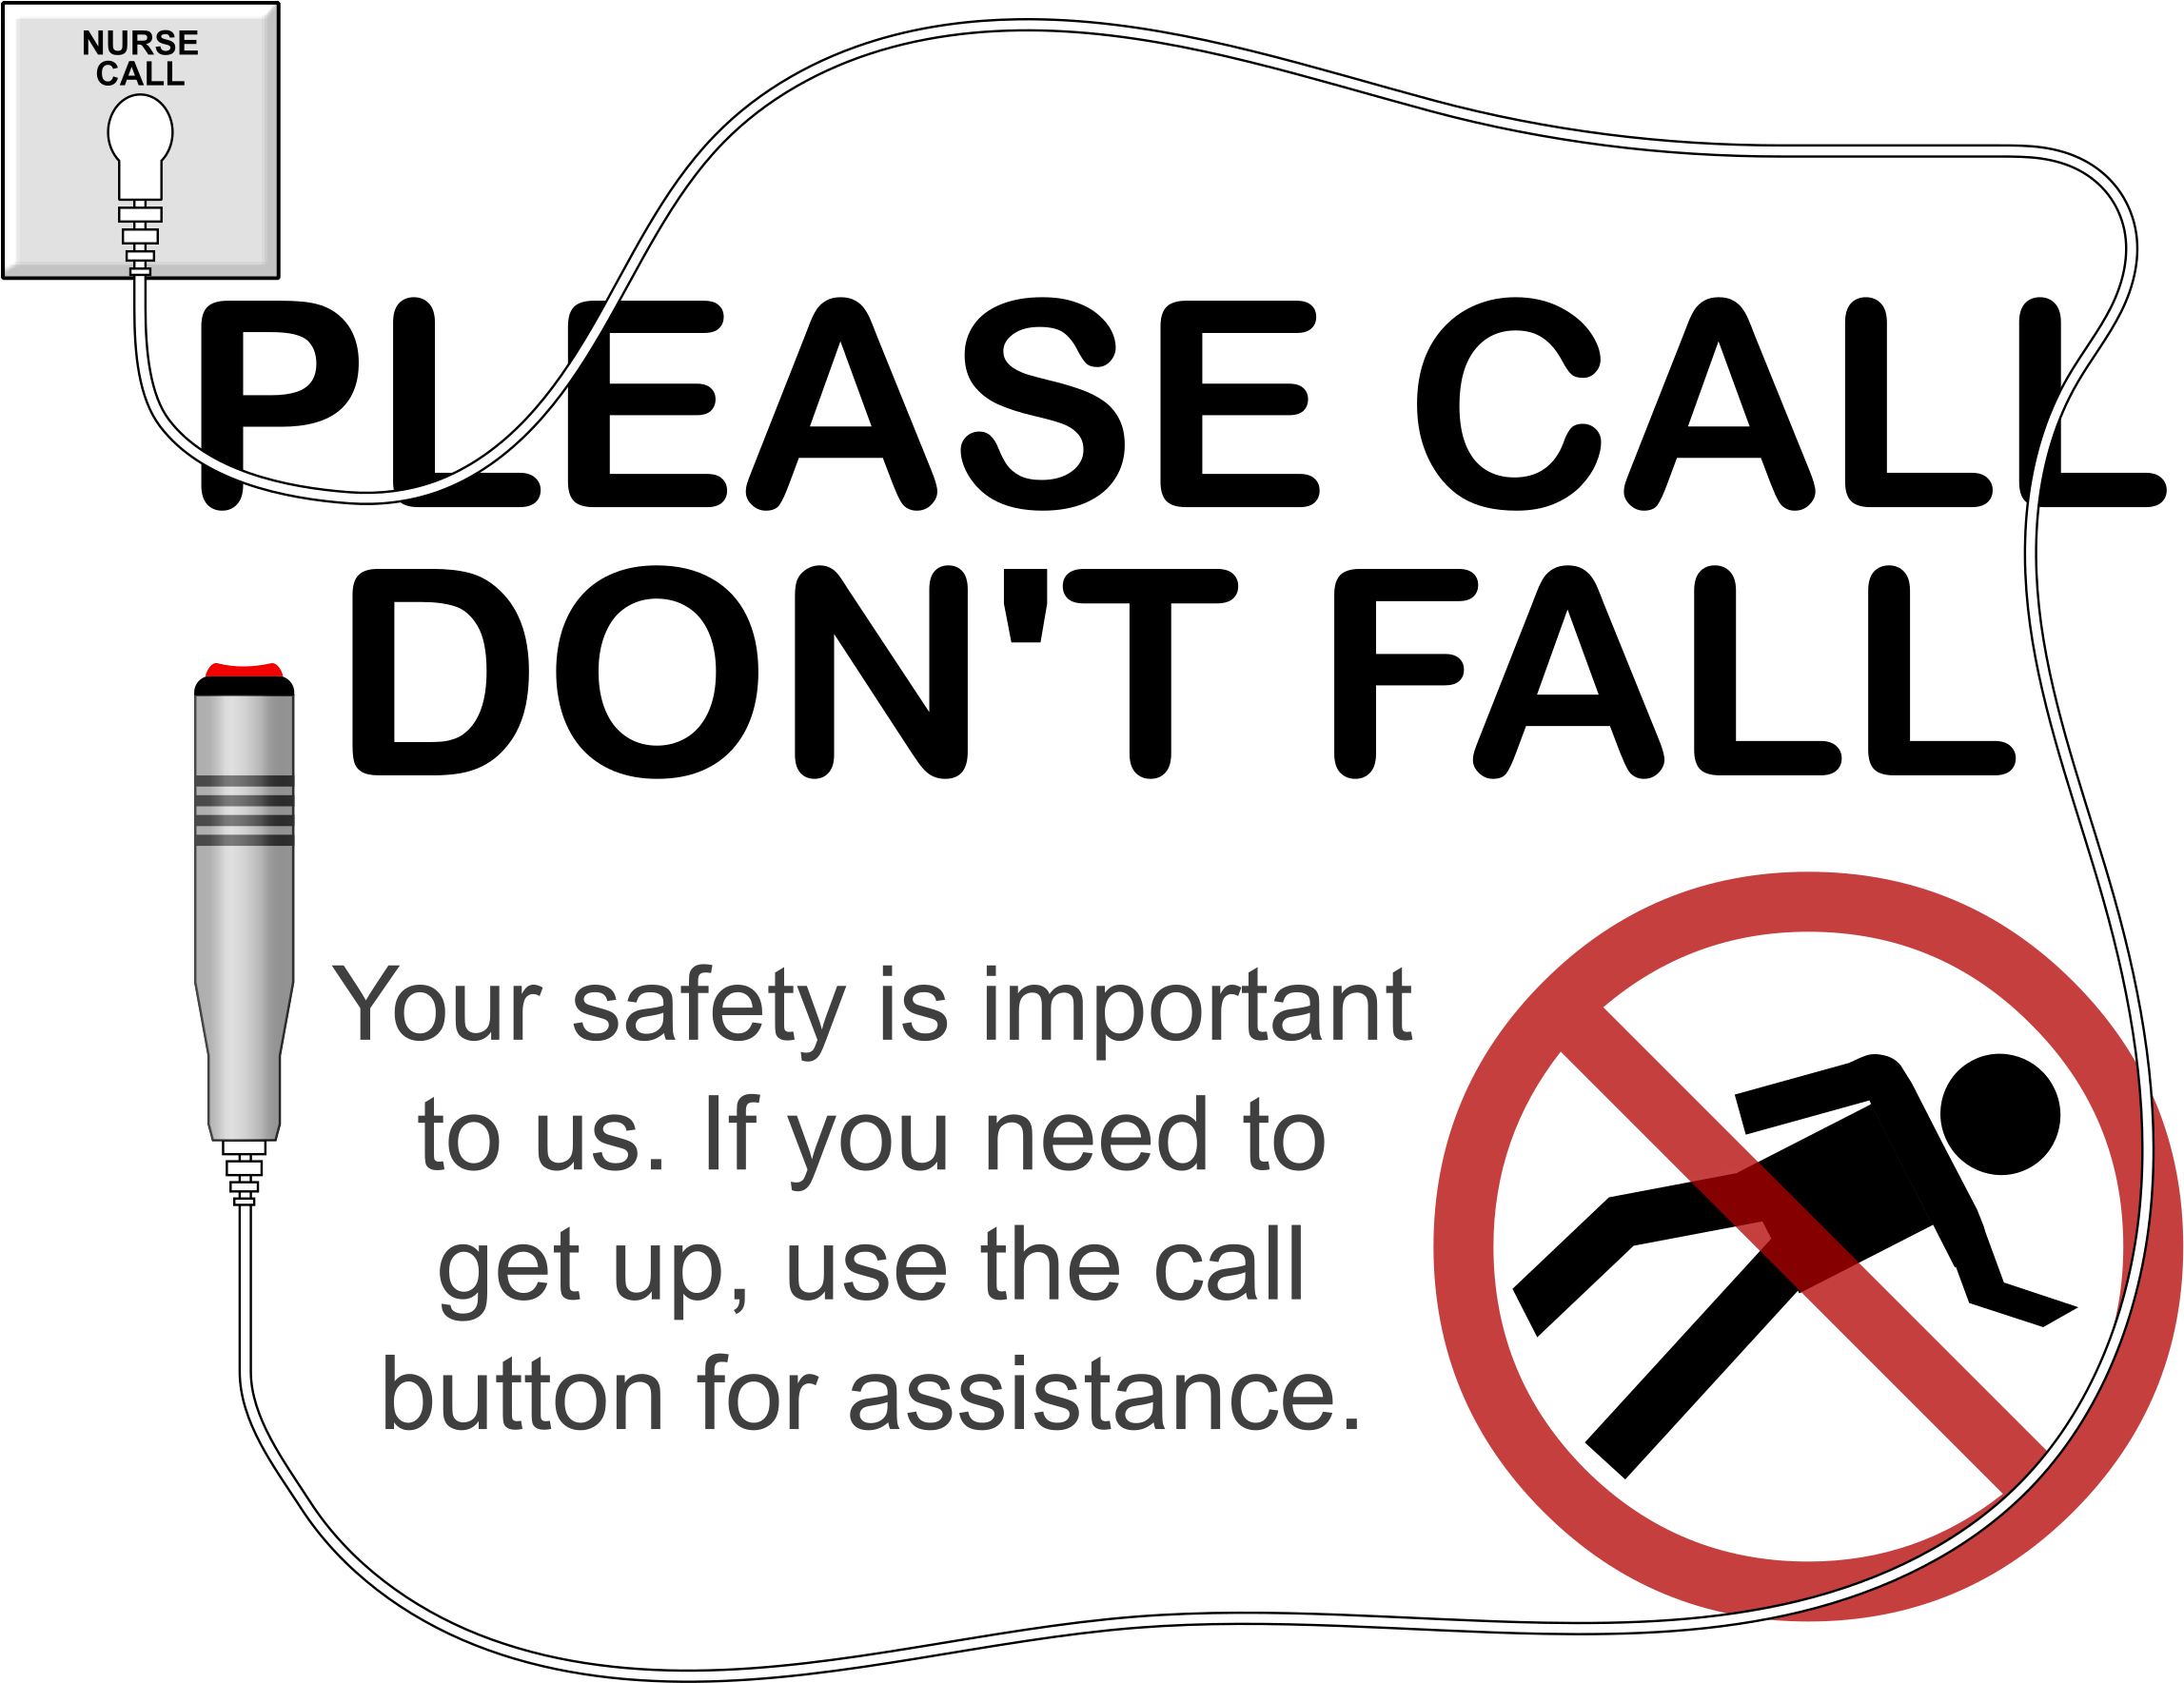 NURSE
CALL
PLEASE CALL
DON'T FALL
Your safety is important
to us. If you need to
get up, use the call
button for assistance.